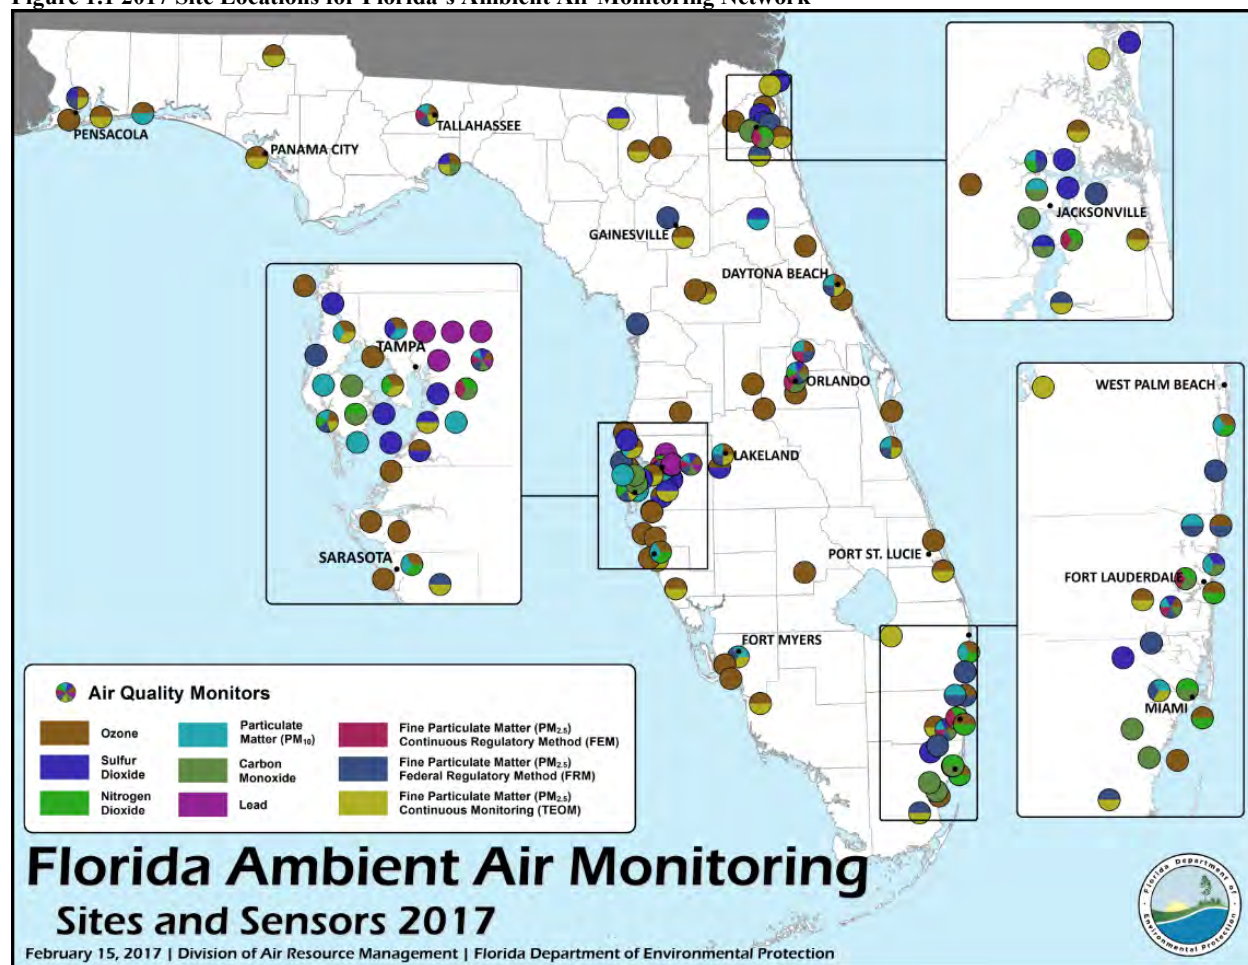 Figure 1.1 2017 Site Locations for Florida's Ambient Air Monitoring Network
PENSACOLA
PANAMA CITY
TALLAHASSEE
GAINESVILLE
DAYTONA BEACH
JACKSONVILLE
TAMPA
SARASOTA
ORLANDO
LAKELAND
PORT ST. LUCIE
FORT MYERS
WEST PALM BEACH
FORT LAUDERDALE
MIAMI
Air Quality Monitors
Ozone
Sulfur
Dioxide
Nitrogen
Dioxide
Particulate
Matter (PM10)
Carbon
Monoxide
Lead
Fine Particulate Matter (PM2.5)
Continuous Regulatory Method (FEM)
Fine Particulate Matter (PM2.5)
Federal Regulatory Method (FRM)
Fine Particulate Matter (PM2.5)
Continuous Monitoring (TEOM)
Florida Ambient Air Monitoring
Sites and Sensors 2017
February 15, 2017 | Division of Air Resource Management | Florida Department of Environmental Protection
Florida Department of
Environmental Protection